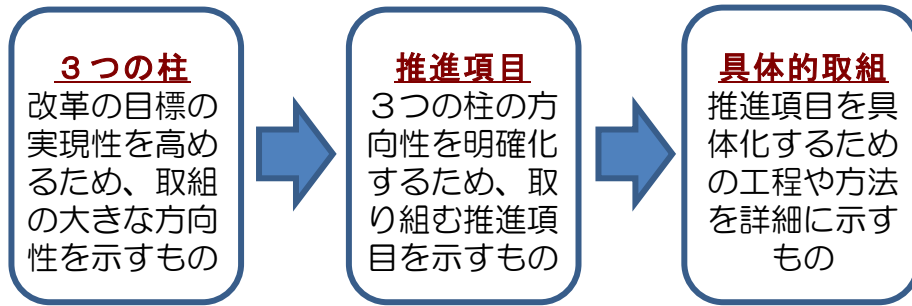 ３つの柱
改革の目標の
実現性を高め
るため、取組
の大きな方向
性を示すもの
推進項目
３つの柱の方
向性を明確化
するため、取
り組む推進項
目を示すもの
具体的取組
推進項目を具
体化するため
の工程や方法
を詳細に示す
もの